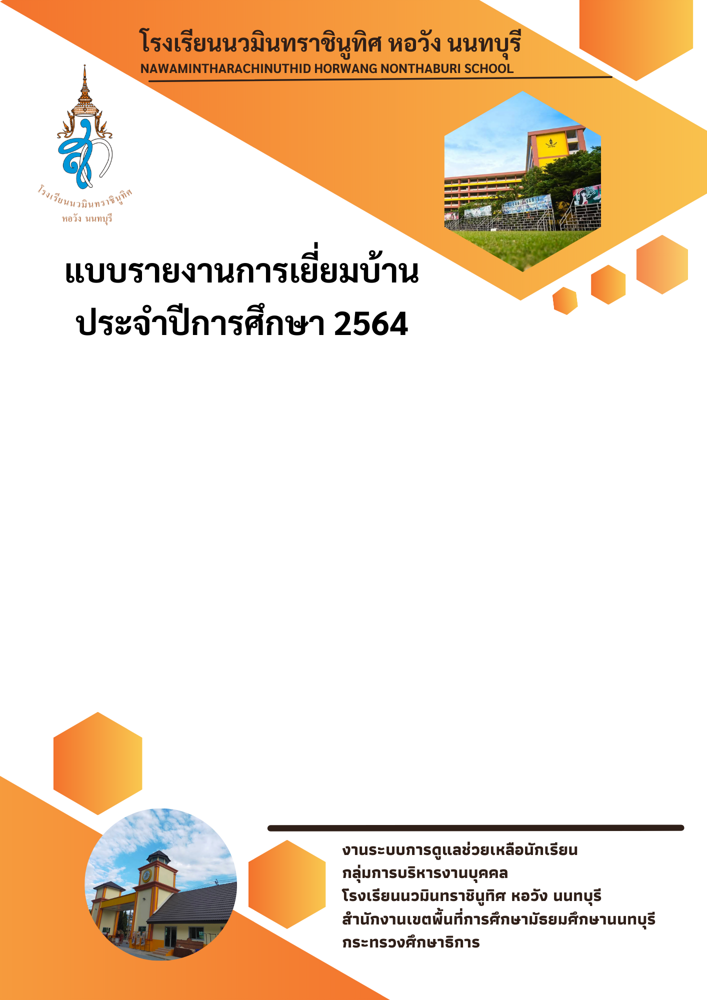 โรงเรียนนวมินทราชินูทิศ หอวัง นนทบุรี
NAWAMINTHARACHINUTHID HORWANG NONTHABURI SCHOOL
โรงเรียนนวมินทราชินูทิศ
หอวัง นนทบุรี
แบบรายงานการเยี่ยมบ้าน
ประจำปีการศึกษา 2564
งานระบบการดูแลช่วยเหลือนักเรียน
กลุ่มการบริหารงานบุคคล
โรงเรียนนวมินทราชินูทิศ หอวัง นนทบุรี
สำนักงานเขตพื้นที่การศึกษามัธยมศึกษานนทบุรี
กระทรวงศึกษาธิการ